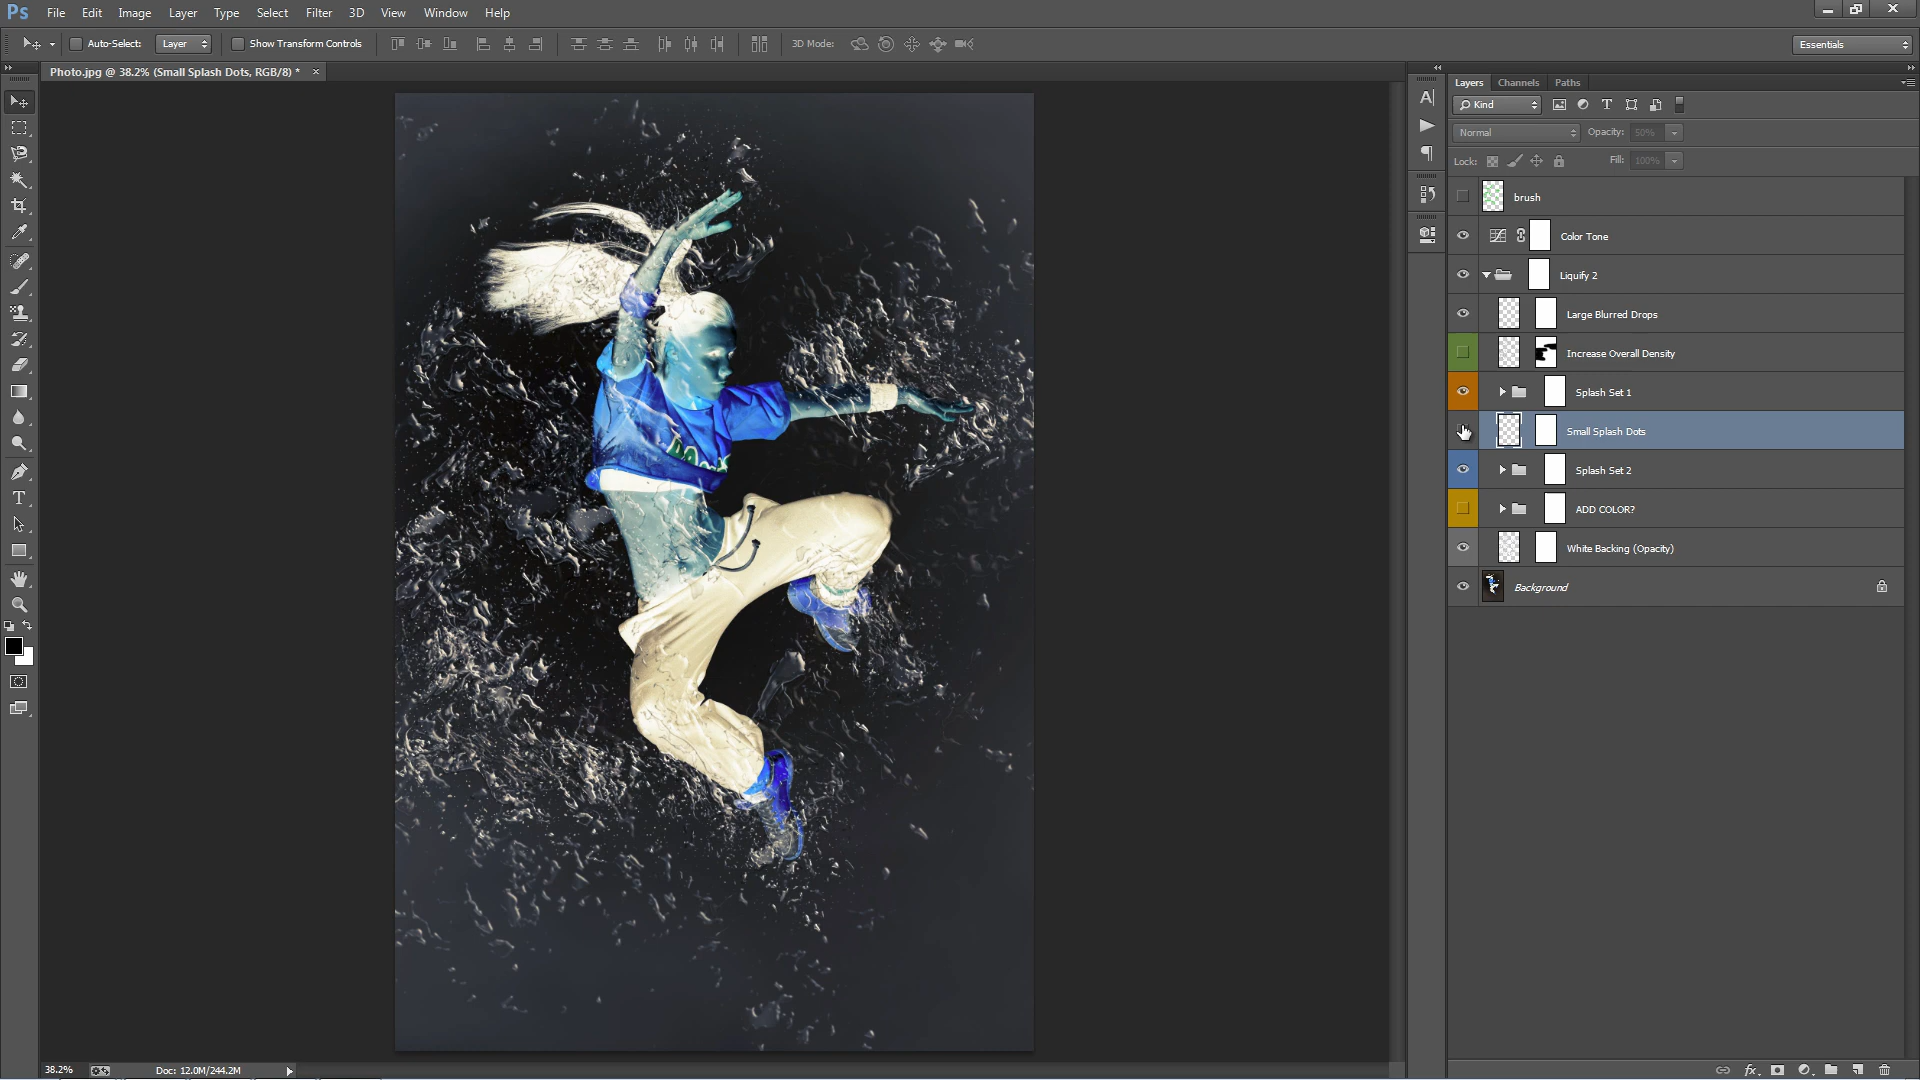 Ps File Edit Image Layer Type Select Filter 3D View Window Help
Auto-Select: Layer Show Transform Controls 3D Mode: Essentials
Photo.jpg @ 38.2% (Small Splash Dots, RGB/8) * ×
Layers Channels Paths
Kind
Normal Opacity: 50%
Lock: Fill: 100%
brush
Color Tone
Liquify 2
Large Blurred Drops
Increase Overall Density
Splash Set 1
Small Splash Dots
Splash Set 2
ADD COLOR?
White Backing (Opacity)
Background
38.2% Doc: 12.0M/244.2M